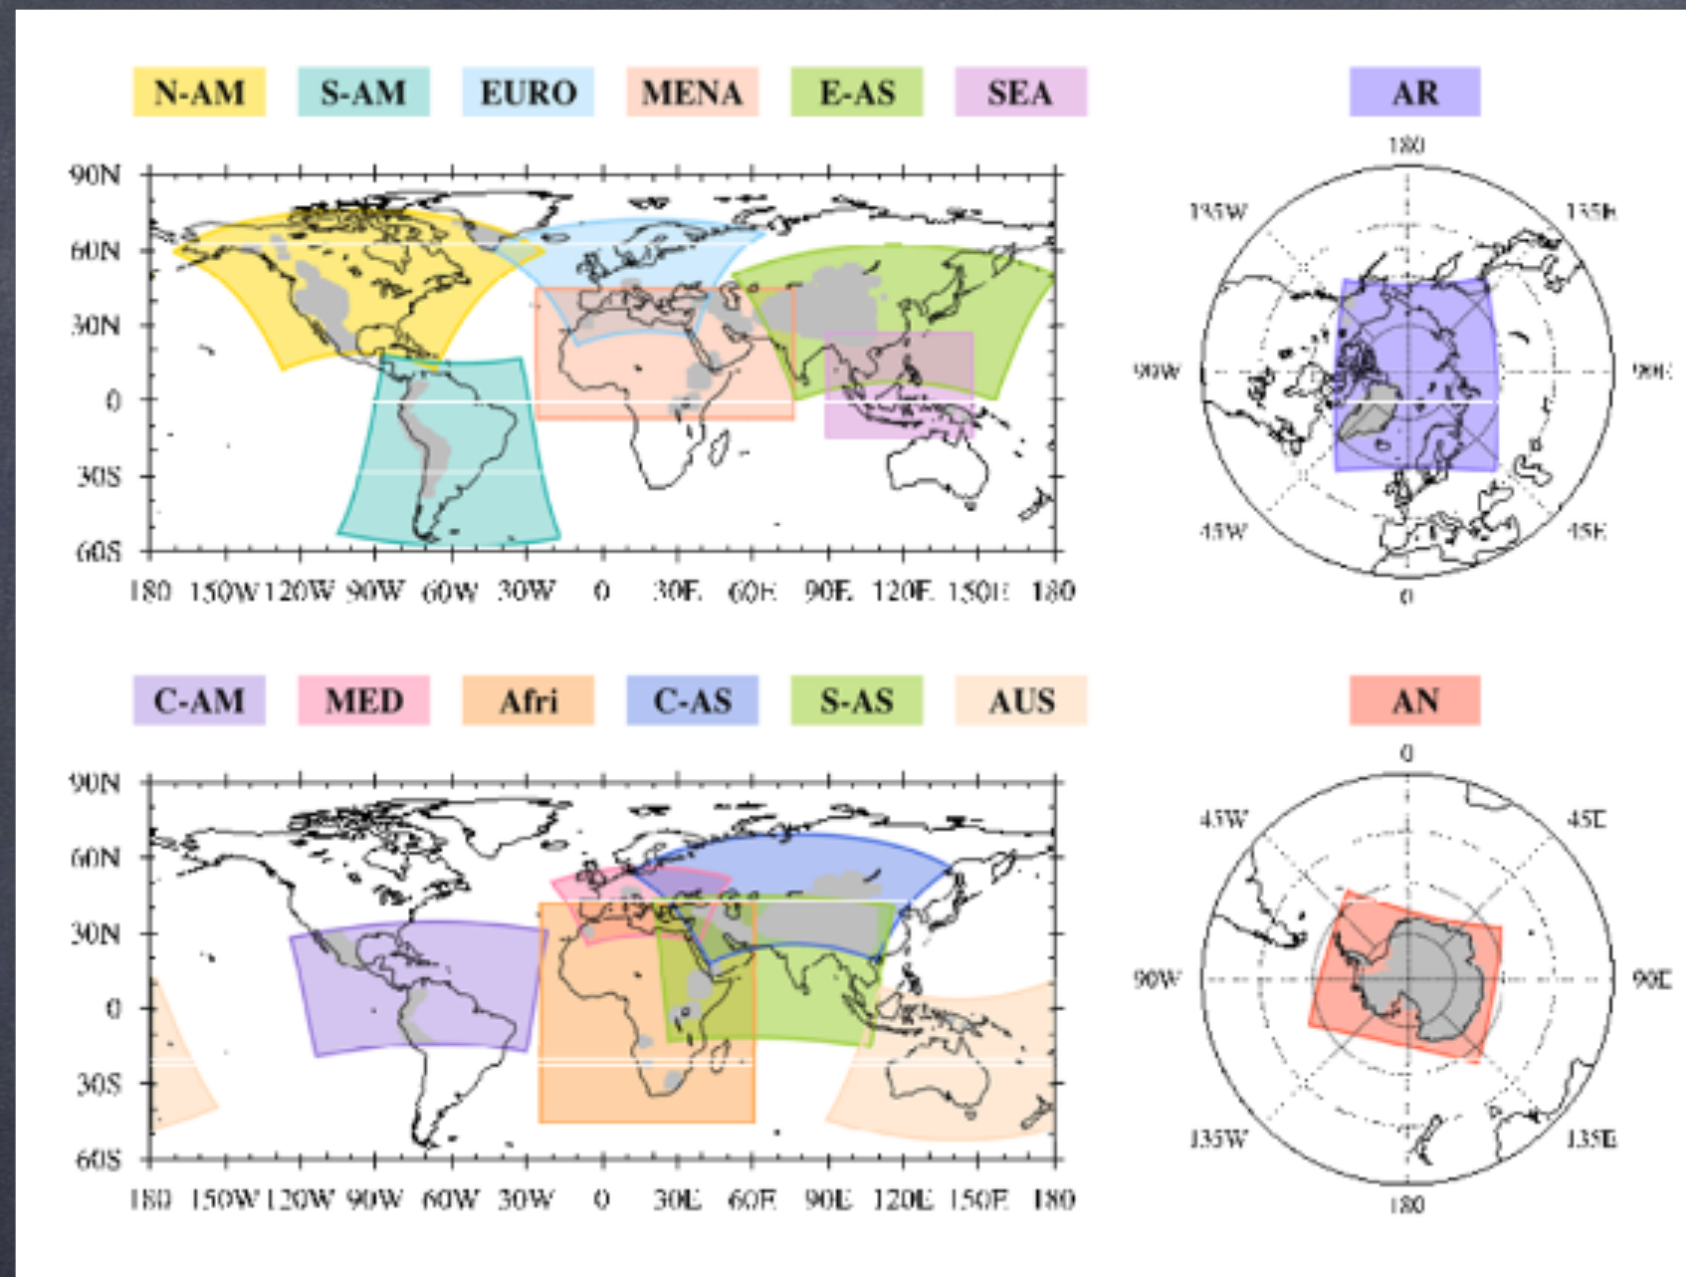 N-AM S-AM EURO MENA E-AS SEA AR
180
90N
135W 135E
60N
30N
90W 90E
0
30S
45W 45E
60S
180 150W 120W 90W 60W 30W 0 30E 60E 90E 120E 150E 180
0
C-AM MED Afri C-AS S-AS AUS AN
0
90N
45W 45E
60N
30N
90W 90E
0
30S
135W 135E
60S
180 150W 120W 90W 60W 30W 0 30E 60E 90E 120E 150E 180
180